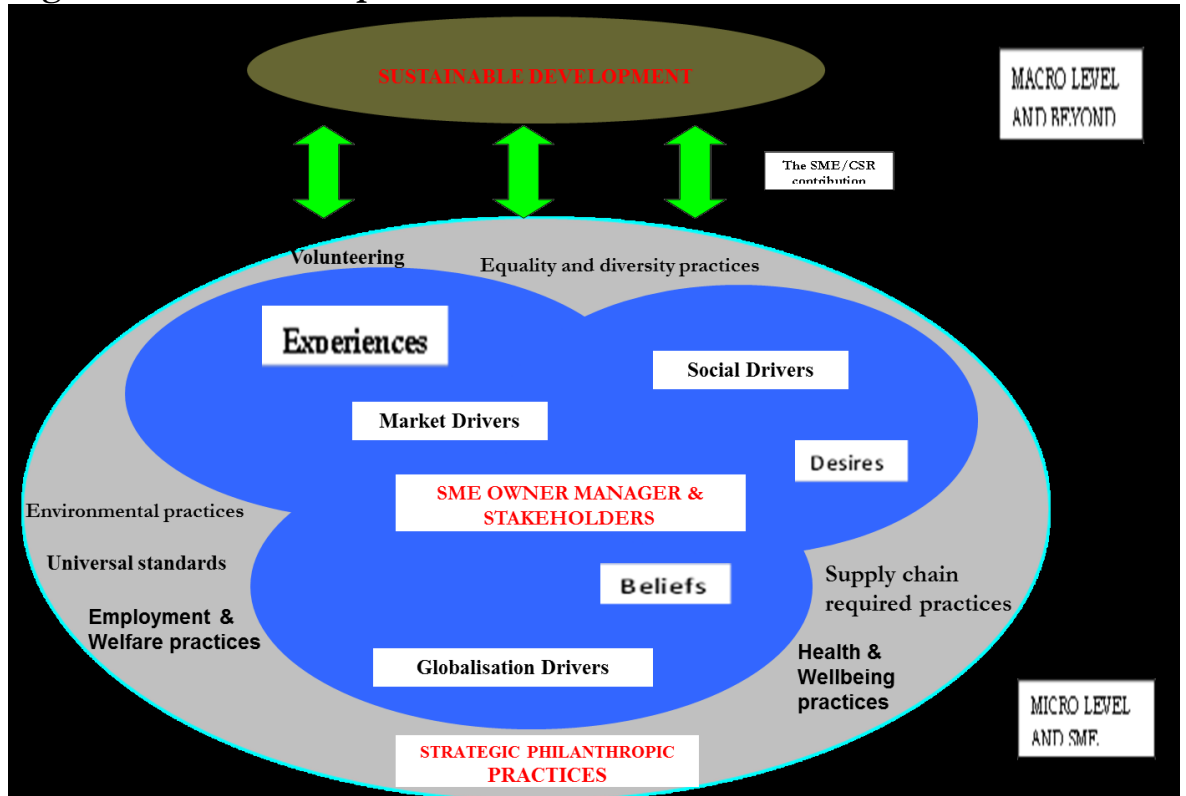 SUSTAINABLE DEVELOPMENT
MACRO LEVEL
AND BEYOND
The SME/CSR
contribution
Volunteering
Equality and diversity practices
Experiences
Social Drivers
Market Drivers
Desires
SME OWNER MANAGER &
STAKEHOLDERS
Environmental practices
Universal standards
Beliefs
Supply chain
required practices
Employment &
Welfare practices
Globalisation Drivers
Health &
Wellbeing
practices
MICRO LEVEL
AND SME
STRATEGIC PHILANTHROPIC
PRACTICES